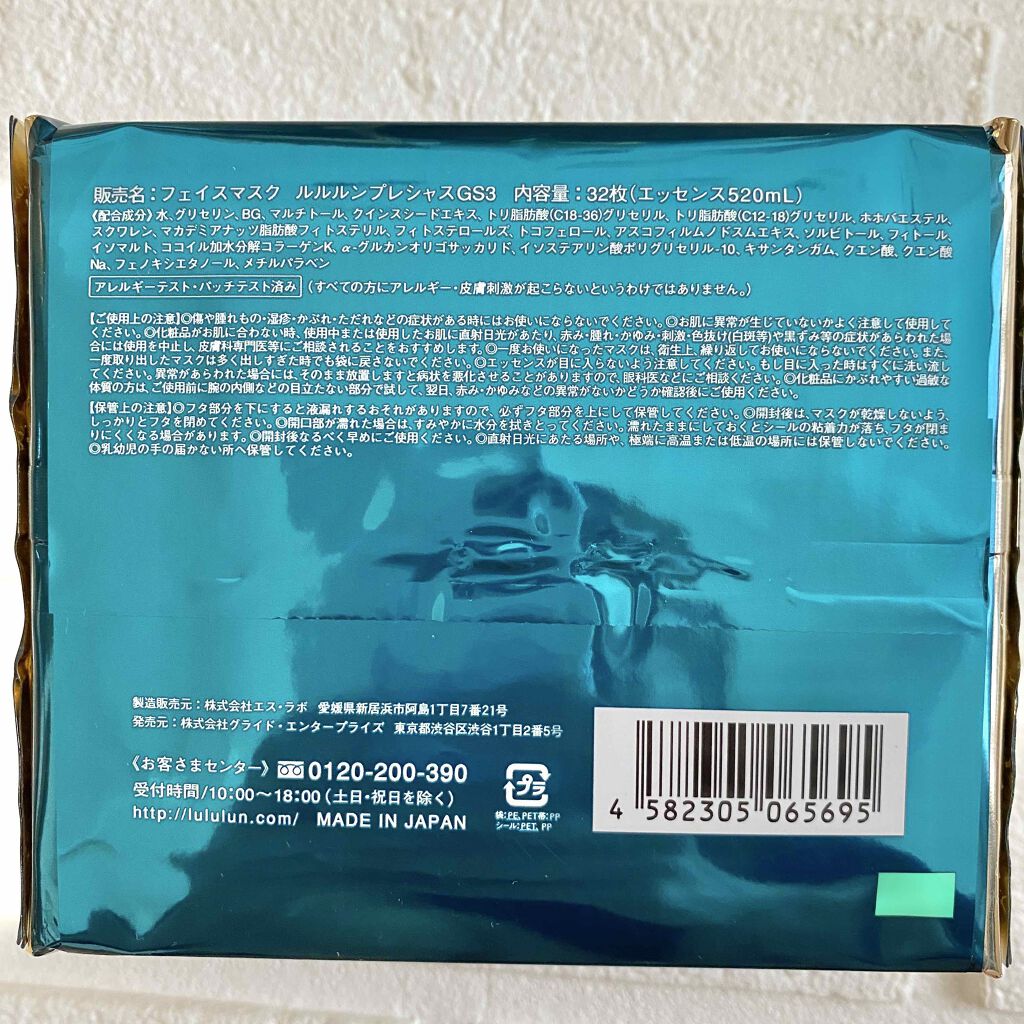 販売名:フェイスマスク ルルルンプレシャスGS3 内容量:32枚(エッセンス520mL)
《配合成分》水、グリセリン、BG、マルチトール、クインスシードエキス、トリ脂肪酸(C18-36)グリセリル、トリ脂肪酸(C12-18)グリセリル、ホホバエステル、
スクワレン、マカデミアナッツ脂肪酸フィトステリル、フィトステロールズ、トコフェロール、アスコフィルムノドスムエキス、ソルビトール、フィトール、
イソマルト、ココイル加水分解コラーゲンK、α-グルカンオリゴサッカリド、イソステアリン酸ポリグリセリル-10、キサンタンガム、クエン酸、クエン酸
Na、フェノキシエタノール、メチルパラベン
アレルギーテスト・パッチテスト済み (すべての方にアレルギー・皮膚刺激が起こらないというわけではありません。)
【ご使用上の注意】◎傷や腫れもの・湿疹・かぶれ・ただれなどの症状がある時にはお使いにならないでください。◎お肌に異常が生じていないかよく注意して使用して
ください。◎化粧品がお肌に合わない時、使用中または使用したお肌に直射日光があたり、赤み・腫れ・かゆみ・刺激・色抜け(白斑等)や黒ずみ等の症状があらわれた場
合には使用を中止し、皮膚科専門医等にご相談されることをおすすめします。◎一度お使いになったマスクは、衛生上、繰り返してお使いにならないでください。また、
一度取り出したマスクは多く出しすぎた時でも袋に戻さないでください。◎エッセンスが目に入らないよう注意してください。もし目に入った時はすぐに洗い流し
てください。異常があらわれた場合には、そのまま放置しますと病状を悪化させることがありますので、眼科医などにご相談ください。◎化粧品にかぶれやすい過敏な
体質の方は、ご使用前に腕の内側などの目立たない部分で試して、翌日、赤み・かゆみなどの異常がないかどうか確認後にご使用ください。
【保管上の注意】◎フタ部分を下にすると液漏れするおそれがありますので、必ずフタ部分を上にして保管してください。◎開封後は、マスクが乾燥しないよう、
しっかりとフタを閉めてください。◎開口部が濡れた場合は、すみやかに水分を拭きとってください。濡れたままにしておくとシールの粘着力が落ち、フタが閉ま
りにくくなる場合があります。◎開封後なるべく早めにご使用ください。◎直射日光にあたる場所や、極端に高温または低温の場所には保管しないでください。
◎乳幼児の手の届かない所へ保管してください。
製造販売元:株式会社エス・ラボ 愛媛県新居浜市阿島1丁目7番21号
発売元:株式会社グライド・エンタープライズ 東京都渋谷区渋谷1丁目2番5号
《お客さまセンター》 0120-200-390
受付時間/10:00~18:00(土日・祝日を除く)
http://lululun.com/ MADE IN JAPAN
プラ
袋:PE、PET 帯:PP
シール:PET、PP
4 582305 065695